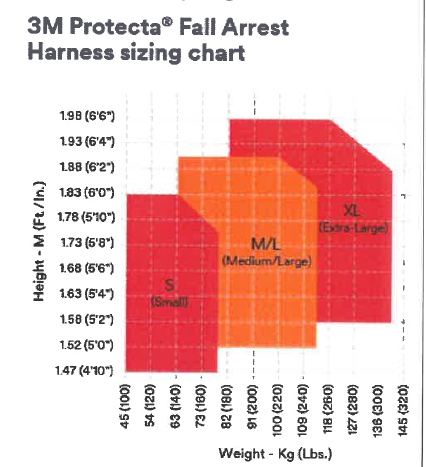 3M Protecta® Fall Arrest
Harness sizing chart
Height - M (Ft./In.)
1.98 (6'6")
1.93 (6'4")
1.88 (6'2")
1.83 (6'0")
1.78 (5'10")
1.73 (5'8")
1.68 (5'6")
1.63 (5'4")
1.58 (5'2")
1.52 (5'0")
1.47 (4'10")
XL
(Extra-Large)
M/L
(Medium/Large)
S
(Small)
45 (100)
54 (120)
63 (140)
73 (160)
82 (180)
91 (200)
100 (220)
109 (240)
118 (260)
127 (280)
136 (300)
145 (320)
Weight - Kg (Lbs.)